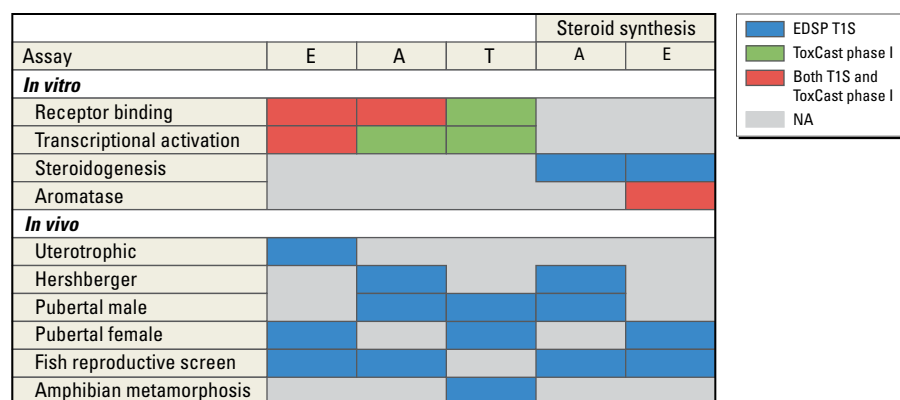 Steroid synthesis
Assay E A T A E
In vitro
Receptor binding
Transcriptional activation
Steroidogenesis
Aromatase
In vivo
Uterotrophic
Hershberger
Pubertal male
Pubertal female
Fish reproductive screen
Amphibian metamorphosis
EDSP T1S
ToxCast phase I
Both T1S and
ToxCast phase I
NA